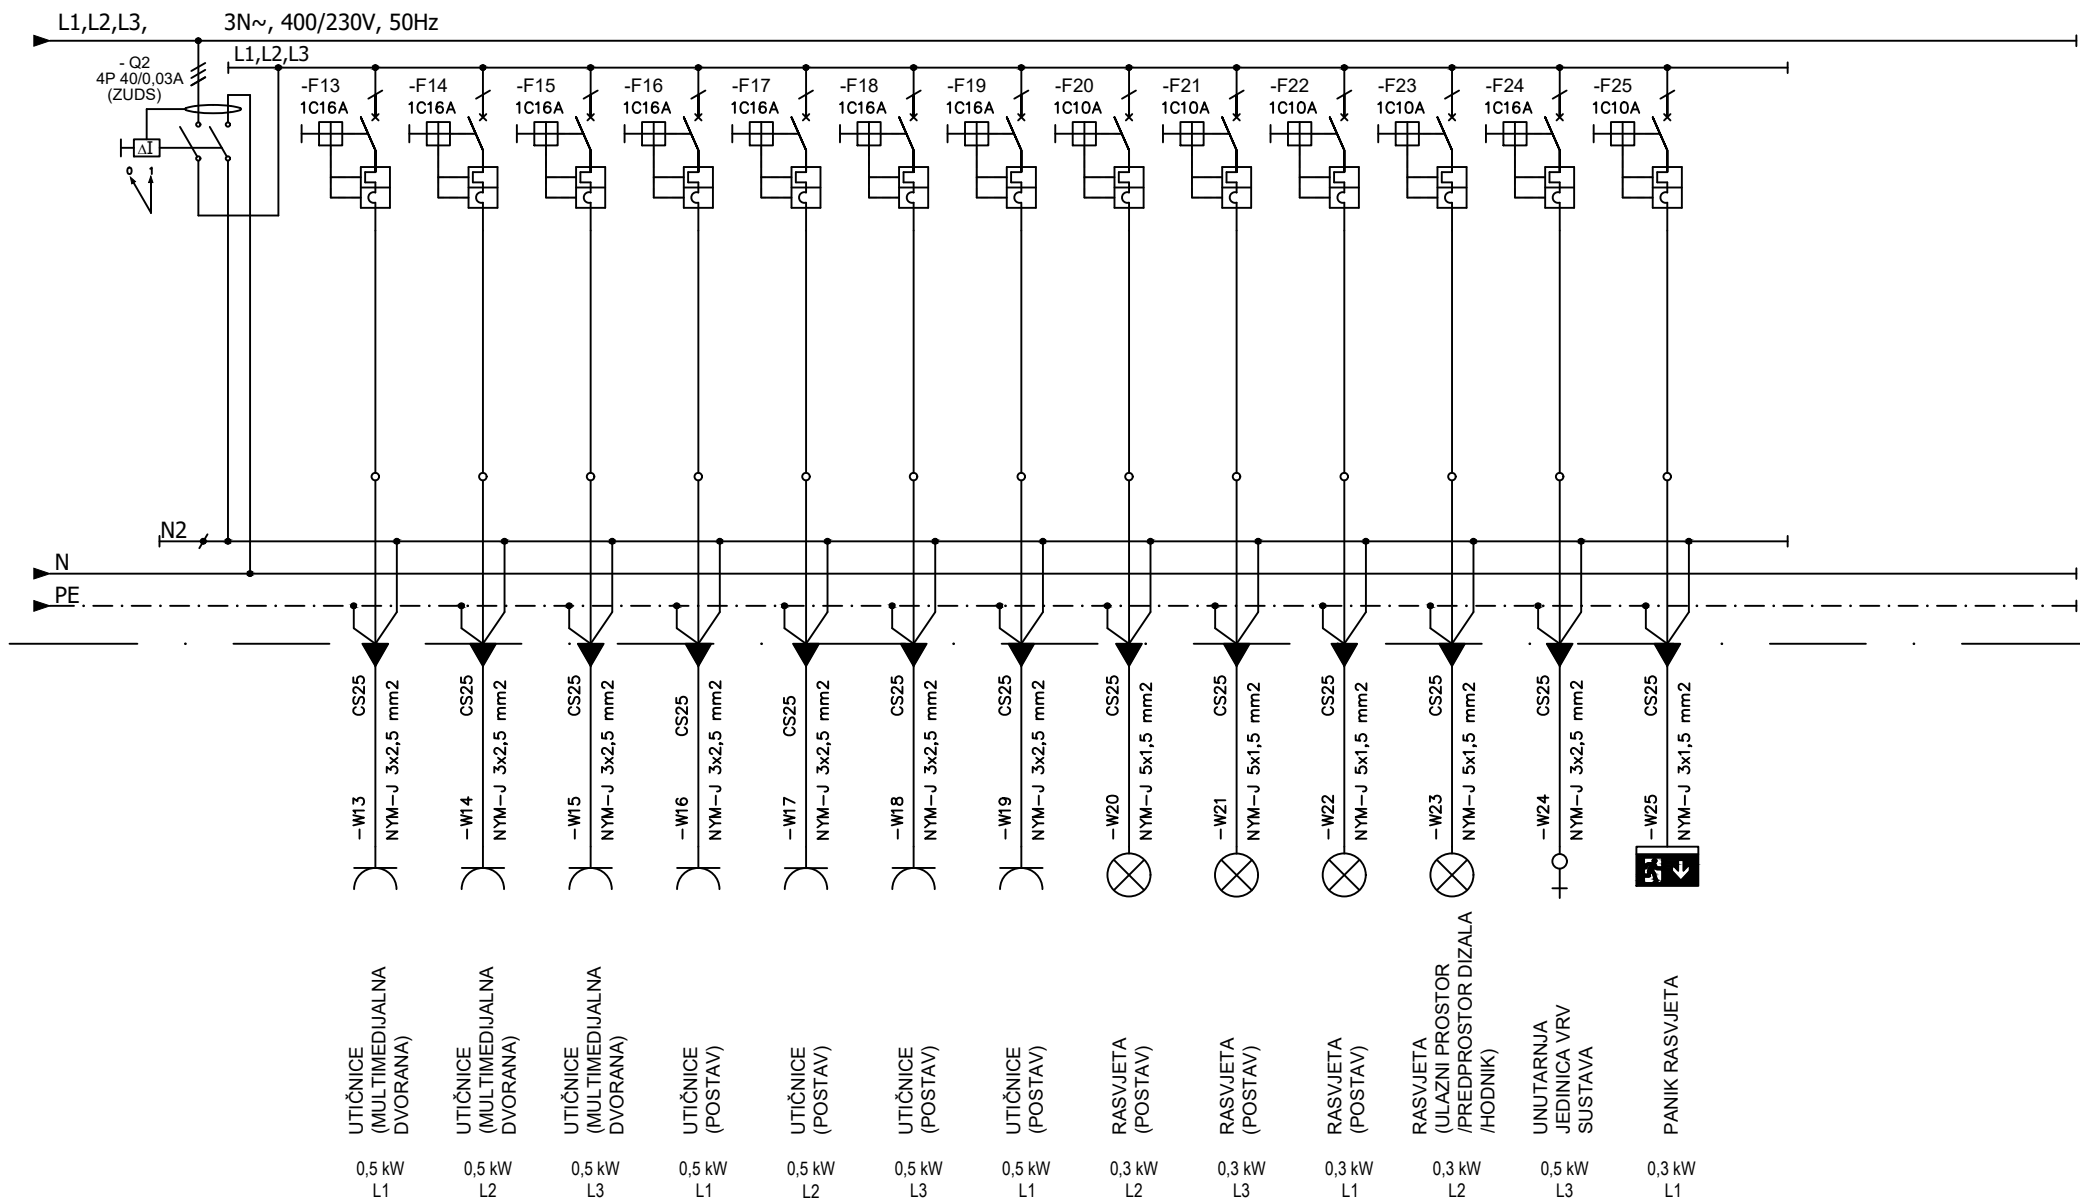 L1,L2,L3, 3N~, 400/230V, 50Hz
L1,L2,L3
- Q2
4P 40/0,03A
(ZUDS)
ΔI
0 1
-F13
1C16A
-F14
1C16A
-F15
1C16A
-F16
1C16A
-F17
1C16A
-F18
1C16A
-F19
1C16A
-F20
1C10A
-F21
1C10A
-F22
1C10A
-F23
1C10A
-F24
1C16A
-F25
1C10A
N2
N
PE
-W13 CS25
NYM-J 3x2,5 mm2
-W14 CS25
NYM-J 3x2,5 mm2
-W15 CS25
NYM-J 3x2,5 mm2
-W16 CS25
NYM-J 3x2,5 mm2
-W17 CS25
NYM-J 3x2,5 mm2
-W18 CS25
NYM-J 3x2,5 mm2
-W19 CS25
NYM-J 3x2,5 mm2
-W20 CS25
NYM-J 5x1,5 mm2
-W21 CS25
NYM-J 5x1,5 mm2
-W22 CS25
NYM-J 5x1,5 mm2
-W23 CS25
NYM-J 5x1,5 mm2
-W24 CS25
NYM-J 3x2,5 mm2
-W25 CS25
NYM-J 3x1,5 mm2
UTIČNICE
(MULTIMEDIJALNA
DVORANA)
UTIČNICE
(MULTIMEDIJALNA
DVORANA)
UTIČNICE
(MULTIMEDIJALNA
DVORANA)
UTIČNICE
(POSTAV)
UTIČNICE
(POSTAV)
UTIČNICE
(POSTAV)
UTIČNICE
(POSTAV)
RASVJETA
(POSTAV)
RASVJETA
(POSTAV)
RASVJETA
(POSTAV)
RASVJETA
(ULAZNI PROSTOR
/PREDPROSTOR DIZALA
/HODNIK)
UNUTARNJA
JEDINICA VRV
SUSTAVA
PANIK RASVJETA
0,5 kW
L1
0,5 kW
L2
0,5 kW
L3
0,5 kW
L1
0,5 kW
L2
0,5 kW
L3
0,5 kW
L1
0,3 kW
L2
0,3 kW
L3
0,3 kW
L1
0,3 kW
L2
0,5 kW
L3
0,3 kW
L1